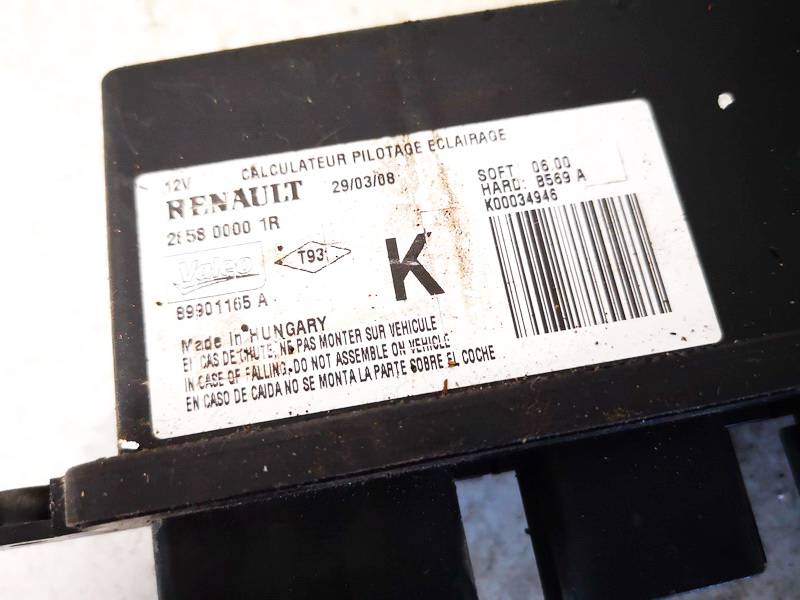 12V CALCULATEUR PILOTAGE ECLAIRAGE
RENAULT 29/03/08
SOFT 06.00
HARD: B569 A
K00034946
28580 0000 1R
Valeo
T93
K
89901165 A
Made in HUNGARY
EN CAS DE CHUTE, NE PAS MONTER SUR VEHICULE
IN CASE OF FALLING, DO NOT ASSEMBLE ON VEHICLE
EN CASO DE CAIDA NO SE MONTA LA PARTE SOBRE EL COCHE